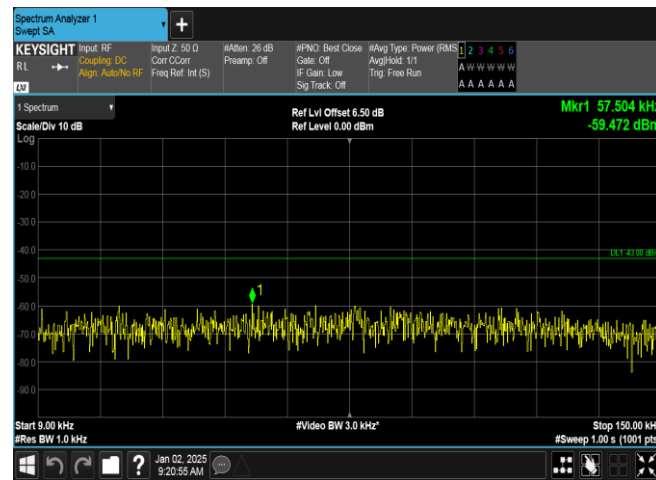 Spectrum Analyzer 1
Swept SA
+
KEYSIGHT
RL
LXI
Input: RF
Coupling: DC
Align: Auto/No RF
Input Z: 50 Ω
Corr CCorr
Freq Ref: Int (S)
#Atten: 26 dB
Preamp: Off
#PNO: Best Close
Gate: Off
IF Gain: Low
Sig Track: Off
#Avg Type: Power (RMS
Avg|Hold: 1/1
Trig: Free Run
1 2 3 4 5 6
A W W W W W
A A A A A A
1 Spectrum
Scale/Div 10 dB
Ref Lvl Offset 6.50 dB
Ref Level 0.00 dBm
Mkr1 57.504 kHz
-59.472 dBm
Log
-10.0
-20.0
-30.0
-40.0
DL1 -43.00 dBm
-50.0
1
-60.0
-70.0
-80.0
-90.0
Start 9.00 kHz
#Res BW 1.0 kHz
#Video BW 3.0 kHz*
Stop 150.00 kHz
#Sweep 1.00 s (1001 pts)
?
Jan 02, 2025
9:20:55 AM